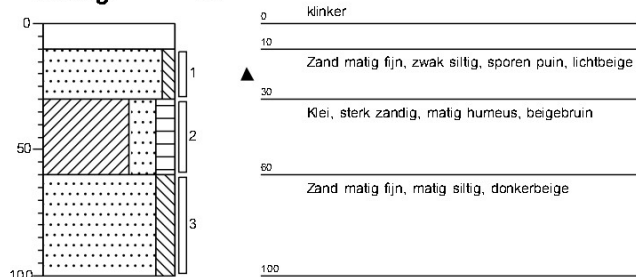 0
klinker
0
10
Zand matig fijn, zwak siltig, sporen puin, lichtbeige
1
30
Klei, sterk zandig, matig humeus, beigebruin
2
50
60
Zand matig fijn, matig siltig, donkerbeige
3
100
100